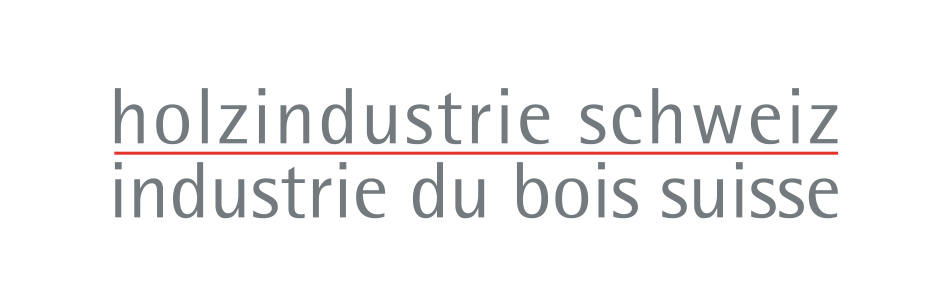 holzindustrie schweiz
industrie du bois suisse